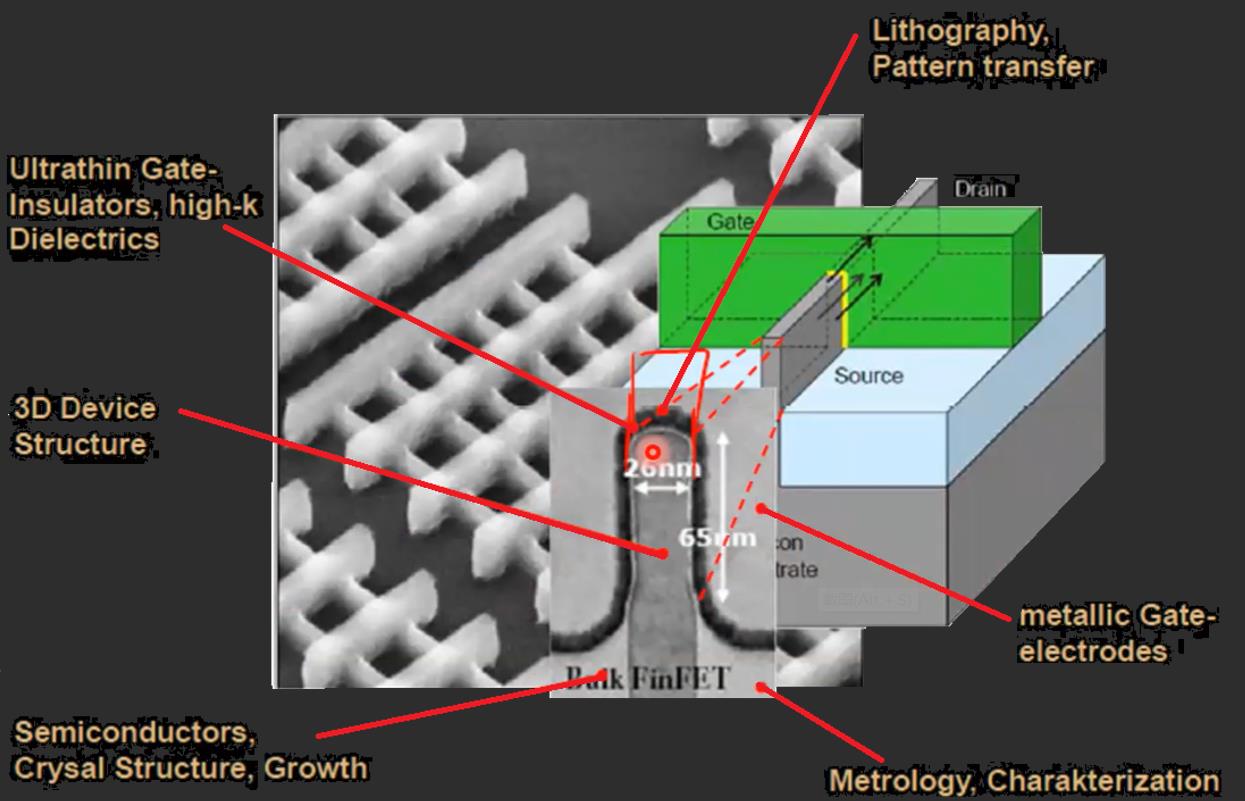 Lithography,
Pattern transfer
Ultrathin Gate-
Insulators, high-k
Dielectrics
Drain
Gate
Source
3D Device
Structure
26nm
65nm
con
trate
metallic Gate-
electrodes
Bulk FinFET
Semiconductors,
Crysal Structure, Growth
Metrology, Charakterization